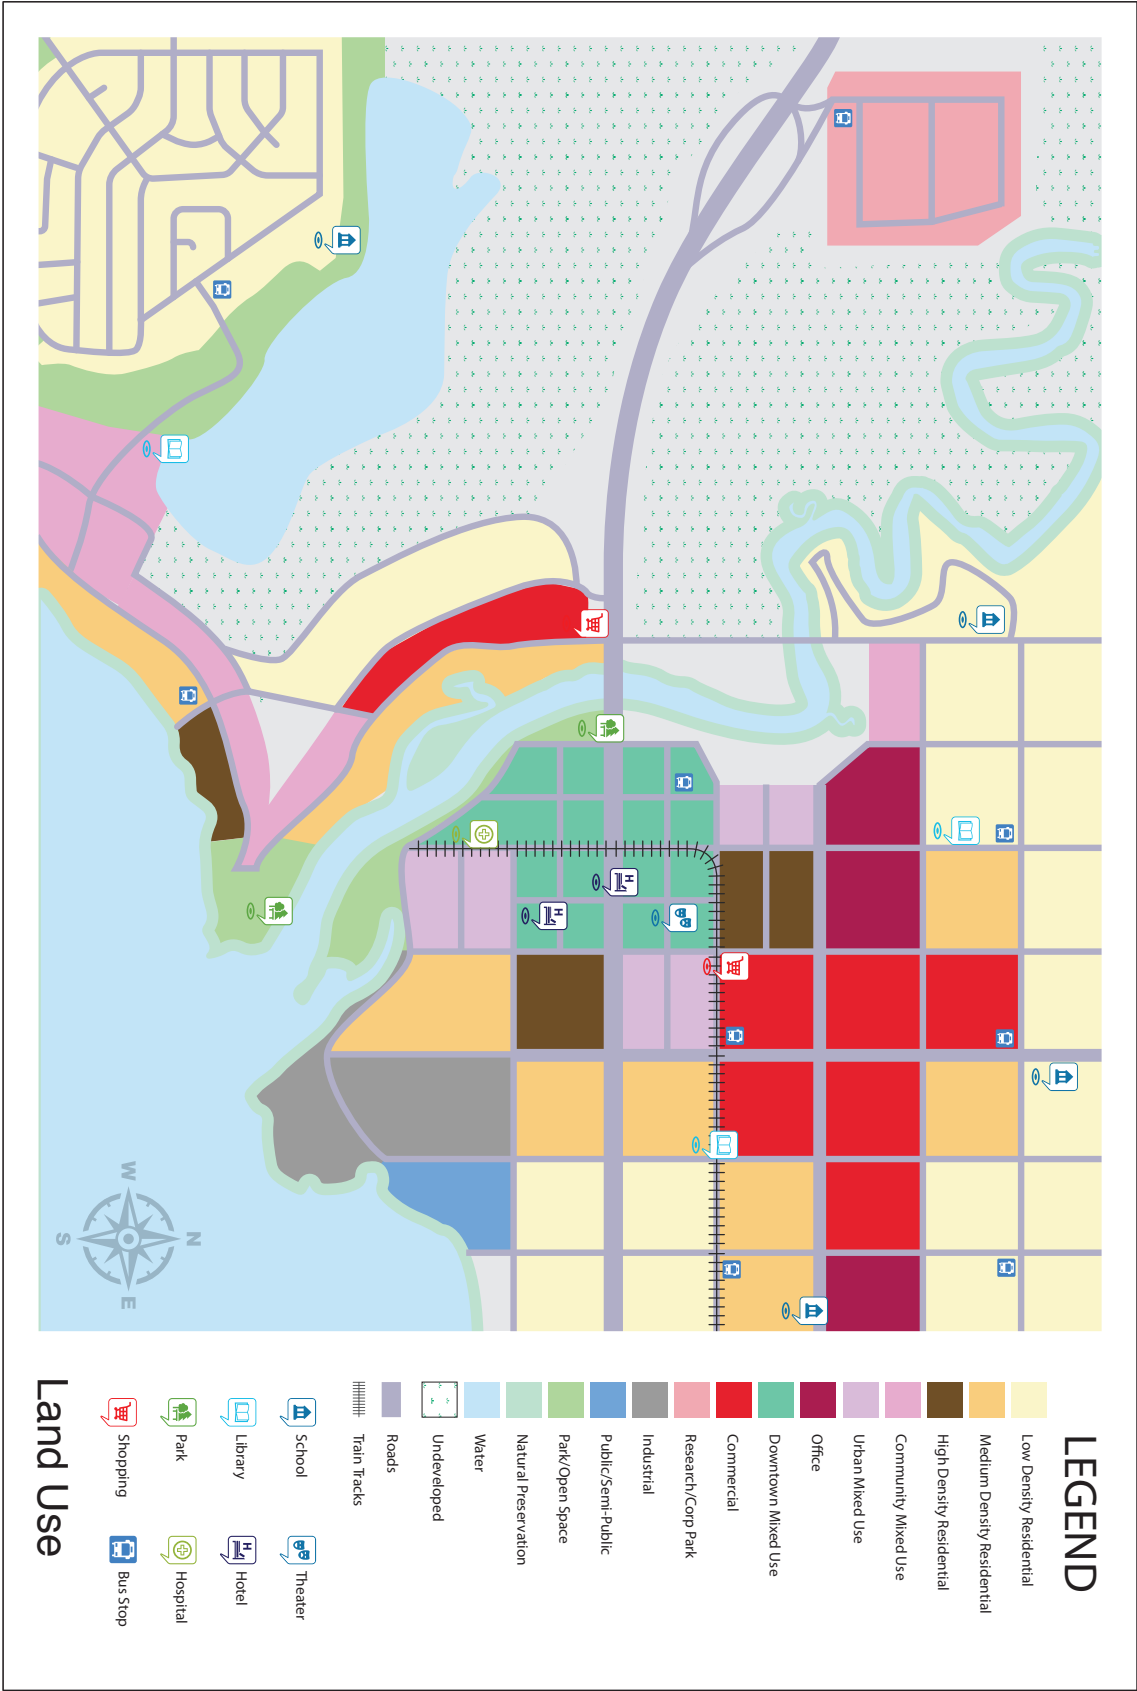 N
W
E
S
H
H
LEGEND
Low Density Residential
Medium Density Residential
High Density Residential
Community Mixed Use
Urban Mixed Use
Office
Downtown Mixed Use
Commercial
Research/Corp Park
Industrial
Public/Semi-Public
Park/Open Space
Natural Preservation
Water
Undeveloped
Roads
Train Tracks
School
Theater
Library
H
Hotel
Park
Hospital
Shopping
Bus Stop
Land Use